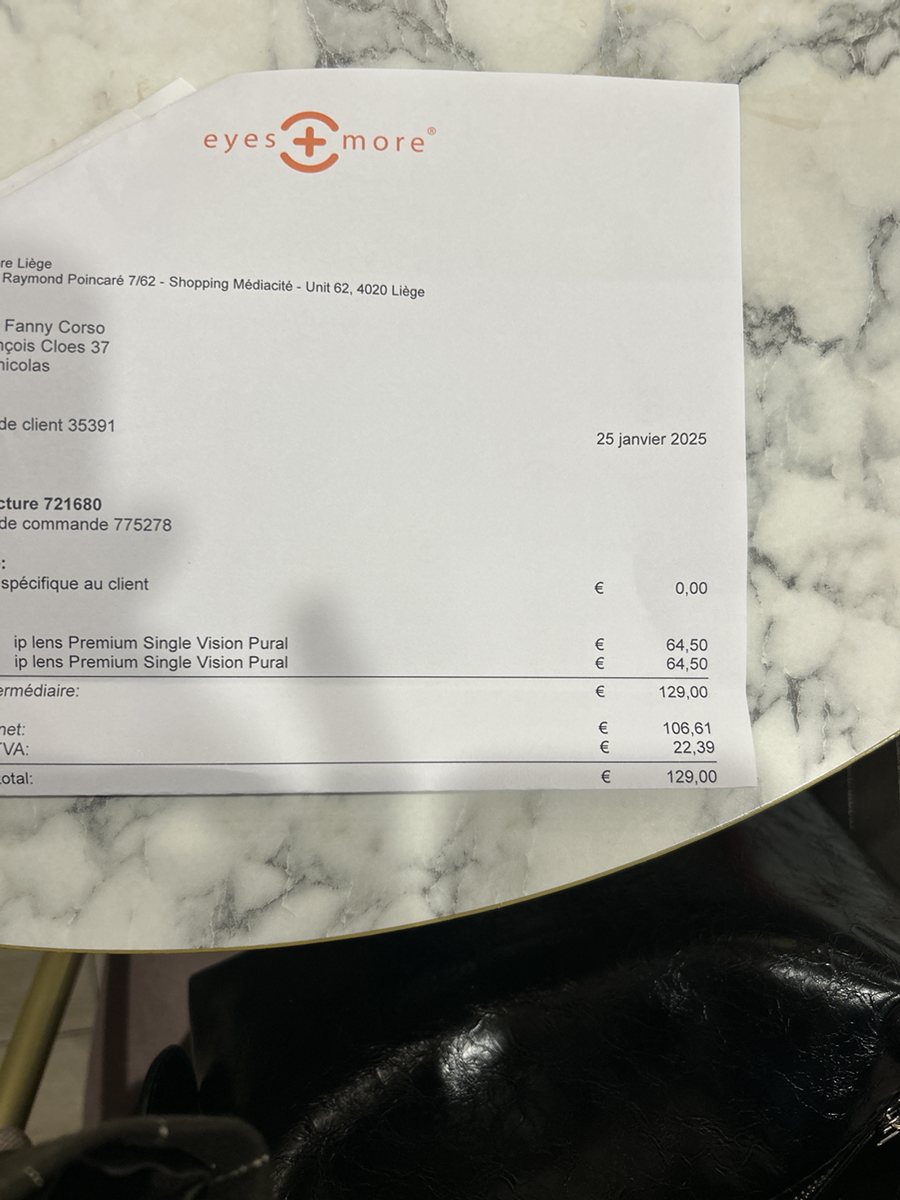 eyes + more®
re Liège
Raymond Poincaré 7/62 - Shopping Médiacité - Unit 62, 4020 Liège
Fanny Corso
nçois Cloes 37
nicolas
de client 35391
25 janvier 2025
cture 721680
de commande 775278
:
spécifique au client € 0,00
ip lens Premium Single Vision Pural € 64,50
ip lens Premium Single Vision Pural € 64,50
ermédiaire: € 129,00
net: € 106,61
TVA: € 22,39
otal: € 129,00